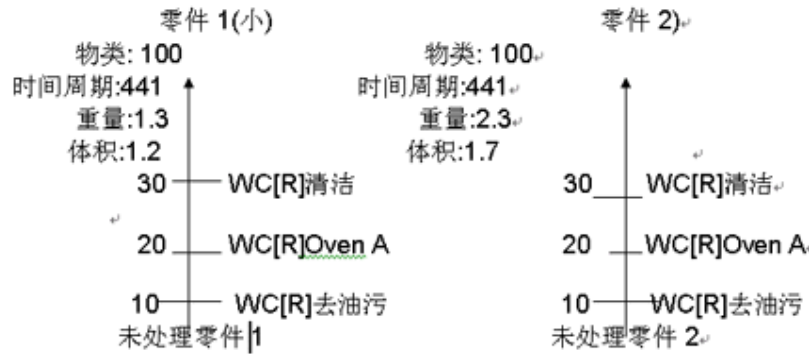 零件 1(小)
物类: 100
时间周期:441
重量:1.3
体积:1.2
30 WC[R]清洁
20 WC[R]Oven A
10 WC[R]去油污
未处理零件1
零件 2)
物类: 100
时间周期:441
重量:2.3
体积:1.7
30 WC[R]清洁
20 WC[R]Oven A
10 WC[R]去油污
未处理零件 2